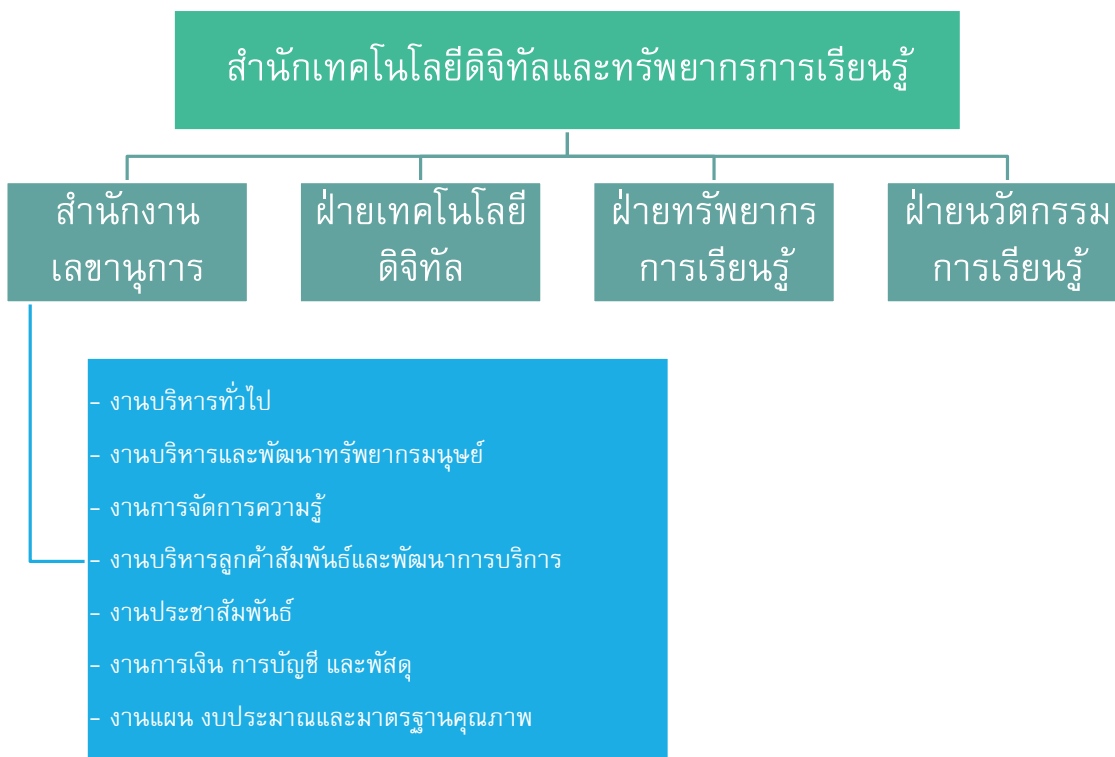 สำนักเทคโนโลยีดิจิทัลและทรัพยากรการเรียนรู้
สำนักงาน
เลขานุการ
ฝ่ายเทคโนโลยี
ดิจิทัล
ฝ่ายทรัพยากร
การเรียนรู้
ฝ่ายนวัตกรรม
การเรียนรู้
- งานบริหารทั่วไป
- งานบริหารและพัฒนาทรัพยากรมนุษย์
- งานการจัดการความรู้
- งานบริหารลูกค้าสัมพันธ์และพัฒนาการบริการ
- งานประชาสัมพันธ์
- งานการเงิน การบัญชี และพัสดุ
- งานแผน งบประมาณและมาตรฐานคุณภาพ